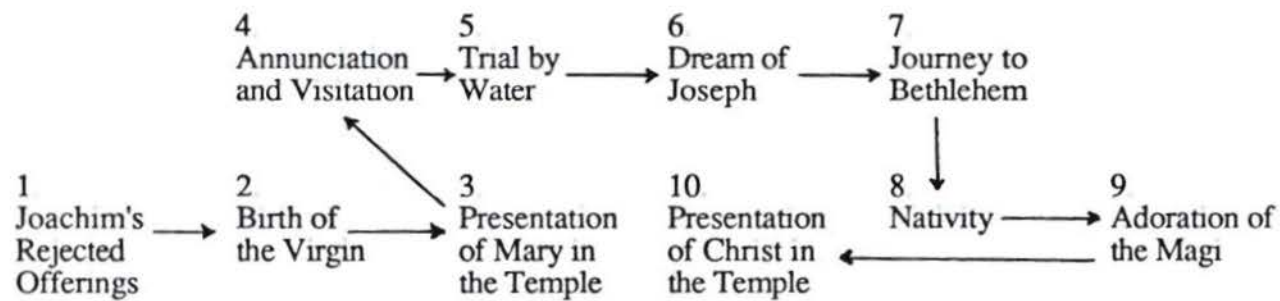 4
Annunciation
and Visitation
5
Trial by
Water
6
Dream of
Joseph
7
Journey to
Bethlehem
1
Joachim's
Rejected
Offerings
2
Birth of
the Virgin
3
Presentation
of Mary in
the Temple
10
Presentation
of Christ in
the Temple
8
Nativity
9
Adoration of
the Magi